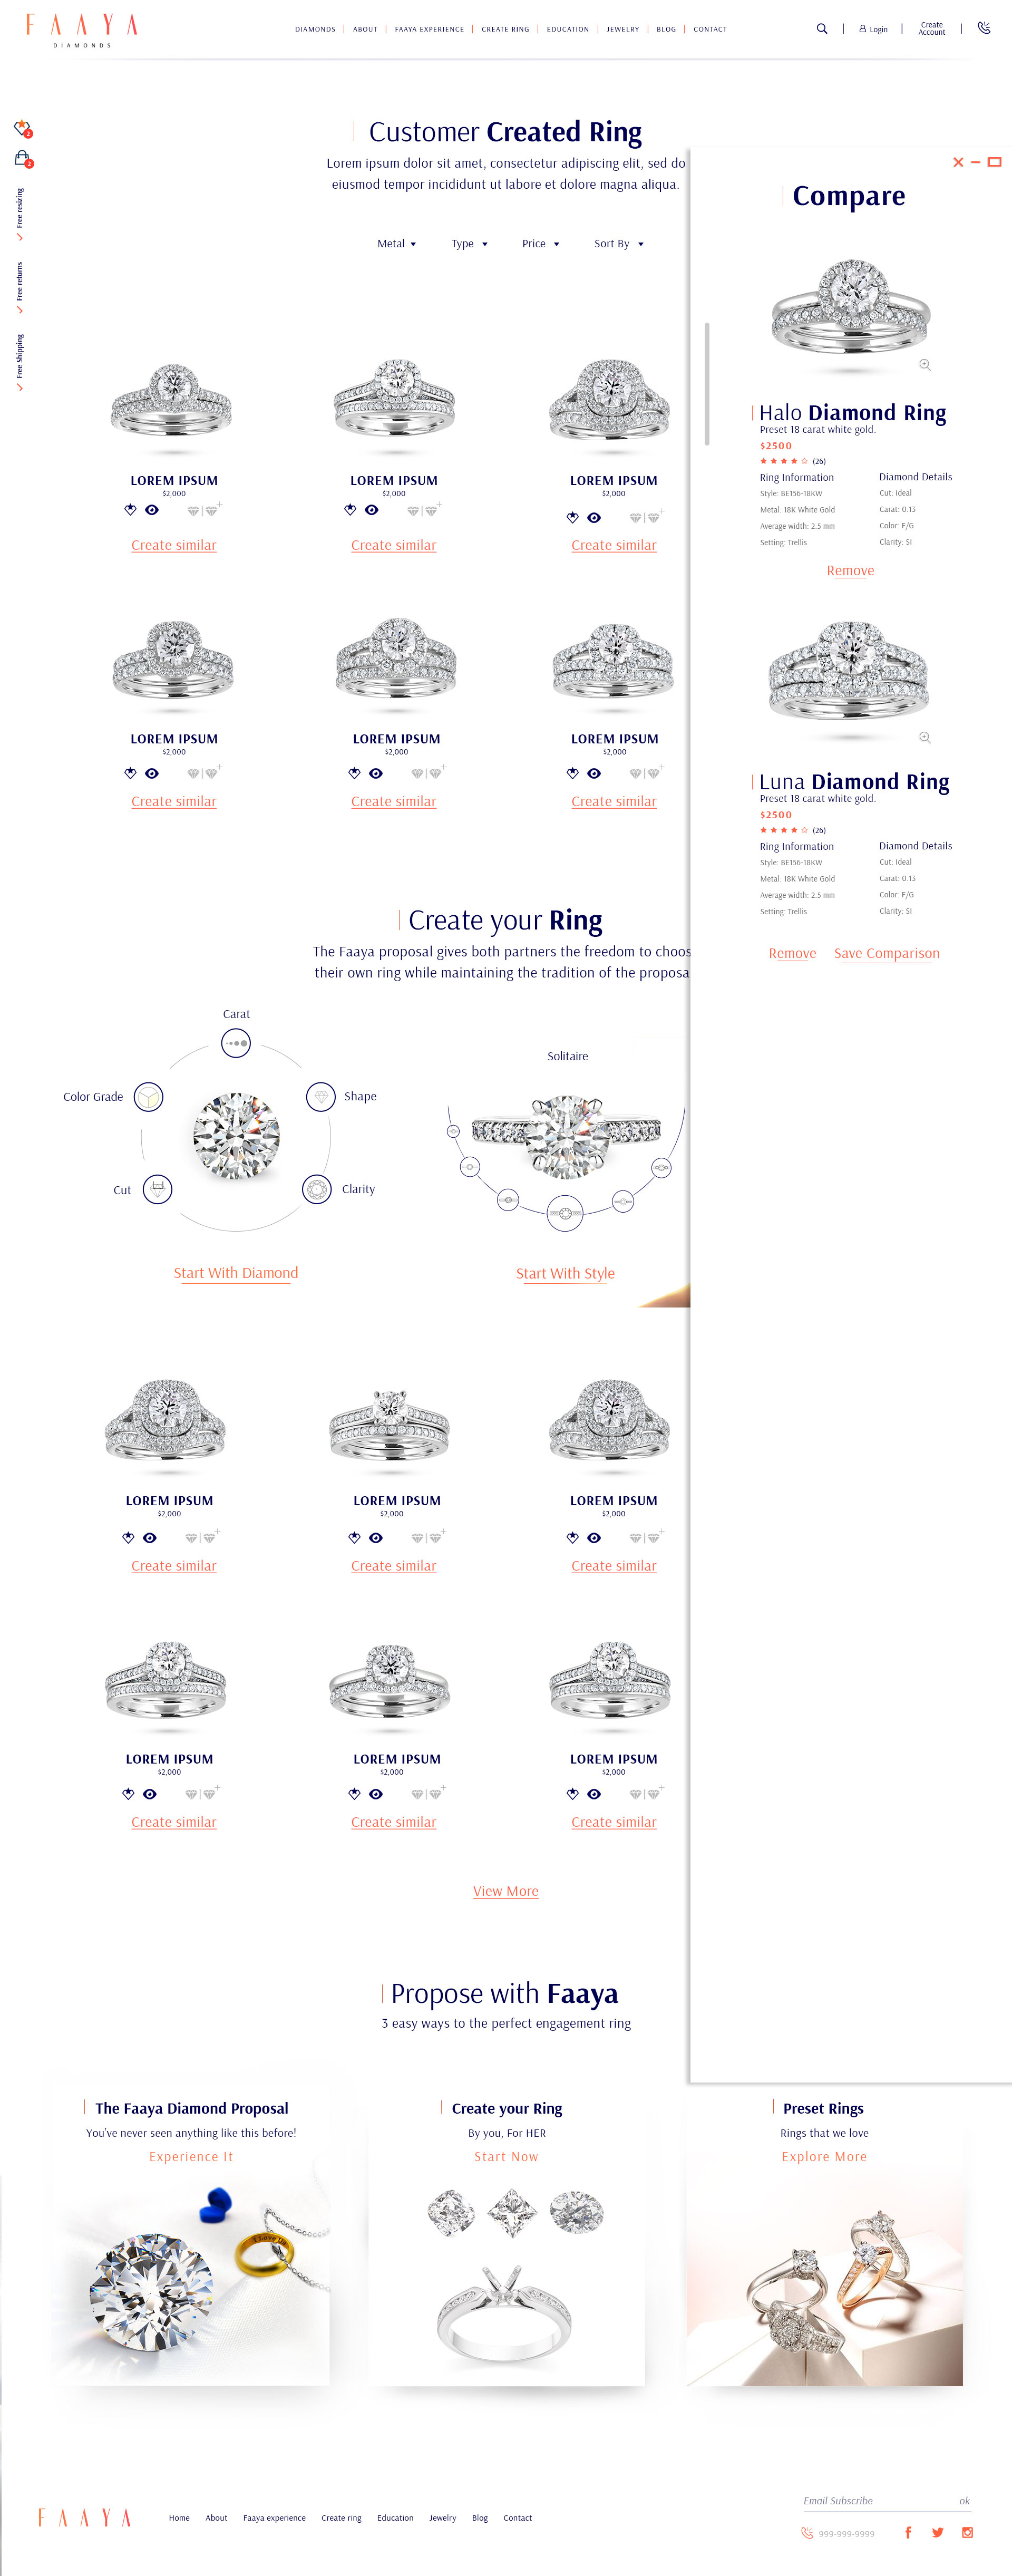 FAAYA
DIAMONDS
DIAMONDS | ABOUT | FAAYA EXPERIENCE | CREATE RING | EDUCATION | JEWELRY | BLOG | CONTACT
Login
Create
Account
2
2
Free resizing
Free returns
Free Shipping
Customer Created Ring
Lorem ipsum dolor sit amet, consectetur adipiscing elit, sed do
eiusmod tempor incididunt ut labore et dolore magna aliqua.
Metal Type Price Sort By
LOREM IPSUM LOREM IPSUM LOREM IPSUM
$2,000 $2,000 $2,000
Create similar Create similar Create similar
LOREM IPSUM LOREM IPSUM LOREM IPSUM
$2,000 $2,000 $2,000
Create similar Create similar Create similar
Compare
Halo Diamond Ring
Preset 18 carat white gold.
$2500
(26)
Ring Information Diamond Details
Style: BE156-18KW Cut: Ideal
Metal: 18K White Gold Carat: 0.13
Average width: 2.5 mm Color: F/G
Setting: Trellis Clarity: SI
Remove
Luna Diamond Ring
Preset 18 carat white gold.
$2500
(26)
Ring Information Diamond Details
Style: BE156-18KW Cut: Ideal
Metal: 18K White Gold Carat: 0.13
Average width: 2.5 mm Color: F/G
Setting: Trellis Clarity: SI
Remove Save Comparison
Create your Ring
The Faaya proposal gives both partners the freedom to choos
their own ring while maintaining the tradition of the proposa
Carat
Color Grade
Shape
Cut
Clarity
Start With Diamond
Solitaire
Start With Style
LOREM IPSUM LOREM IPSUM LOREM IPSUM
$2,000 $2,000 $2,000
Create similar Create similar Create similar
LOREM IPSUM LOREM IPSUM LOREM IPSUM
$2,000 $2,000 $2,000
Create similar Create similar Create similar
View More
Propose with Faaya
3 easy ways to the perfect engagement ring
The Faaya Diamond Proposal
You've never seen anything like this before!
Experience It
I Love
Create your Ring
By you, For HER
Start Now
Preset Rings
Rings that we love
Explore More
FAAYA
Home About Faaya experience Create ring Education Jewelry Blog Contact
Email Subscribe ok
999-999-9999